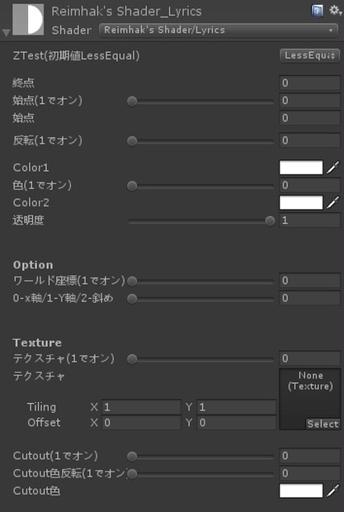 Reimhak's Shader_Lyrics
Shader Reimhak's Shader/Lyrics
ZTest(初期値LessEqual) LessEqu
終点 0
始点(1でオン) 0
始点 0
反転(1でオン) 0
Color1
色(1でオン) 0
Color2
透明度 1
Option
ワールド座標(1でオン) 0
0-x軸/1-Y軸/2-斜め 0
Texture
テクスチャ(1でオン) 0
テクスチャ None
(Texture)
Tiling X 1 Y 1
Offset X 0 Y 0
Select
Cutout(1でオン) 0
Cutout色反転(1でオン 0
Cutout色